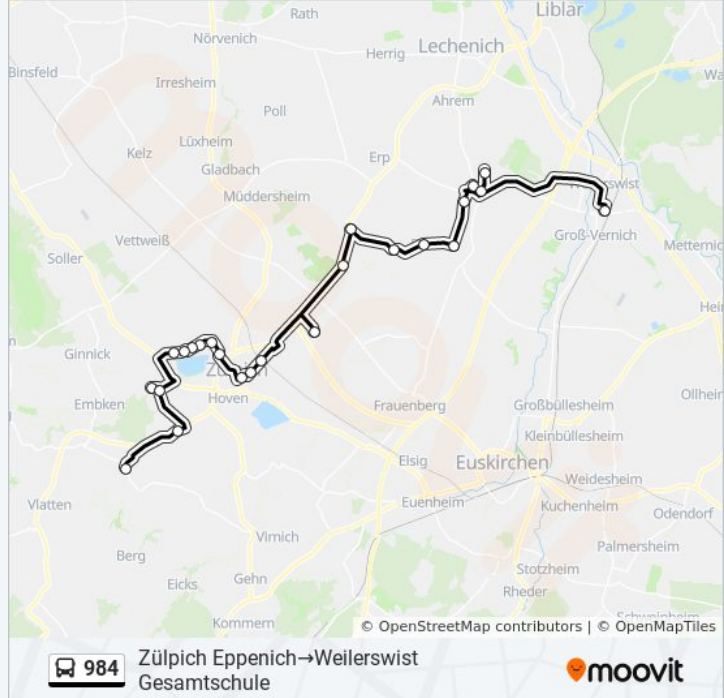 Rath
Liblar
Nörvenich
Herrig
Lechenich
Binsfeld
Irresheim
Poll
Ahrem
Kelz
Lüxheim
Erp
Gladbach
Müddersheim
Vettweiß
Groß-Vernich
Metternic
Soller
Ginnick
Hoven
Embken
Frauenberg
Großbüllesheim
Ollhei
Kleinbüllesheim
Elsig
Euskirchen
Weidesheim
Vlatten
Euenheim
Kuchenheim
Odendorf
Virnich
Palmersheim
Berg
Eicks
Gehn
Stotzheim
Rheder
Kommern
© OpenStreetMap contributors | © OpenMapTiles
984
Zülpich Eppenich→Weilerswist
Gesamtschule
moovit